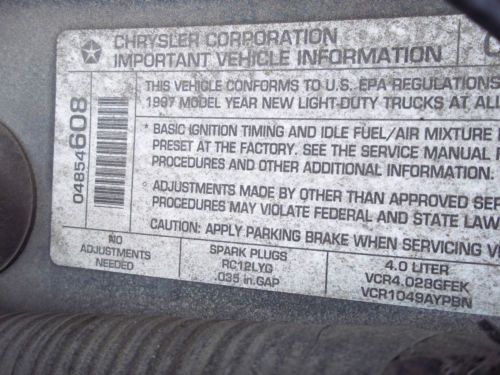 CHRYSLER CORPORATION
IMPORTANT VEHICLE INFORMATION
THIS VEHICLE CONFORMS TO U.S. EPA REGULATIONS
1997 MODEL YEAR NEW LIGHT-DUTY TRUCKS AT
* BASIC IGNITION TIMING AND IDLE FUEL/AIR MIXTURE
PRESET AT THE FACTORY. SEE THE SERVICE MANUAL
PROCEDURES AND OTHER ADDITIONAL INFORMATION.
° ADJUSTMENTS MADE BY OTHER THAN APPROVED
PROCEDURES MAY VIOLATE FEDERAL AND STATE
CAUTION: APPLY PARKING BRAKE WHEN SERVICING
04854608
NO
ADJUSTMENTS
NEEDED
SPARK PLUGS
RC12LYC
.035 in.GAP
4.0 LITER
VCR4.028GFEK
VCR1049AYPBN